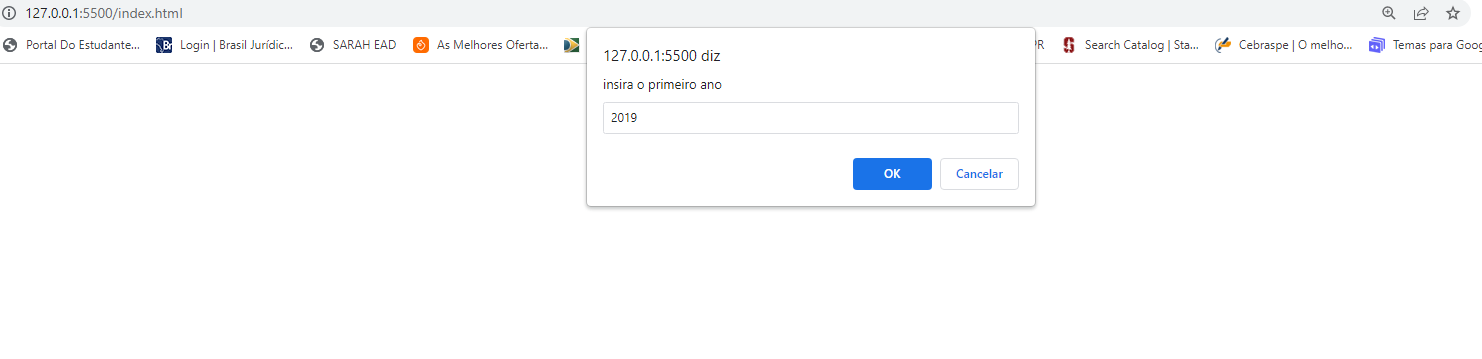 127.0.0.1:5500/index.html
Portal Do Estudante... Login | Brasil Jurídic... SARAH EAD As Melhores Oferta... PR Search Catalog | Sta... Cebraspe | O melho... Temas para Goog
127.0.0.1:5500 diz
insira o primeiro ano
2019
OK Cancelar